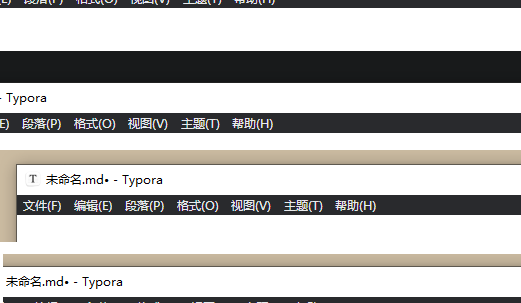 段落(P) 格式(O) 视图(V) 主题(T) 帮助(H)
- Typora
E) 段落(P) 格式(O) 视图(V) 主题(T) 帮助(H)
T 未命名.md• - Typora
文件(F) 编辑(E) 段落(P) 格式(O) 视图(V) 主题(T) 帮助(H)
未命名.md• - Typora